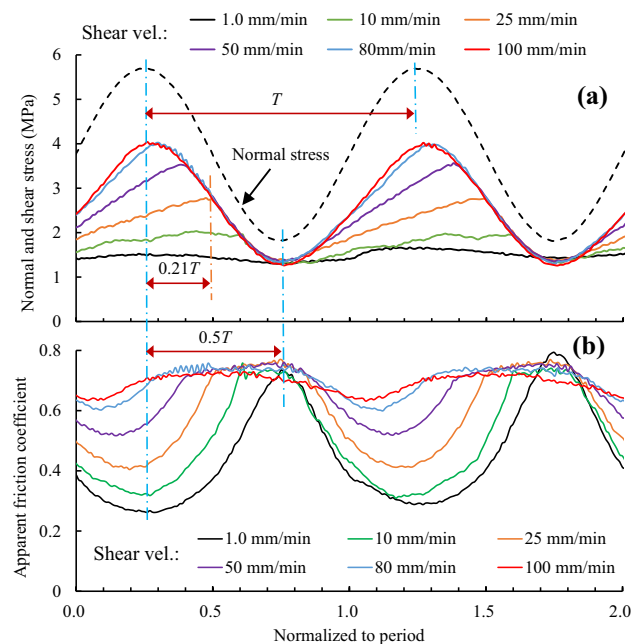 Shear vel.: 1.0 mm/min 10 mm/min 25 mm/min
50 mm/min 80mm/min 100 mm/min
(a)
Normal and shear stress (MPa)
6
5
4
3
2
1
0
T
Normal stress
0.21T
0.5T
(b)
Apparent friction coefficient
0.8
0.6
0.4
0.2
0
Shear vel.: 1.0 mm/min 10 mm/min 25 mm/min
50 mm/min 80 mm/min 100 mm/min
0.0 0.5 1.0 1.5 2.0
Normalized to period